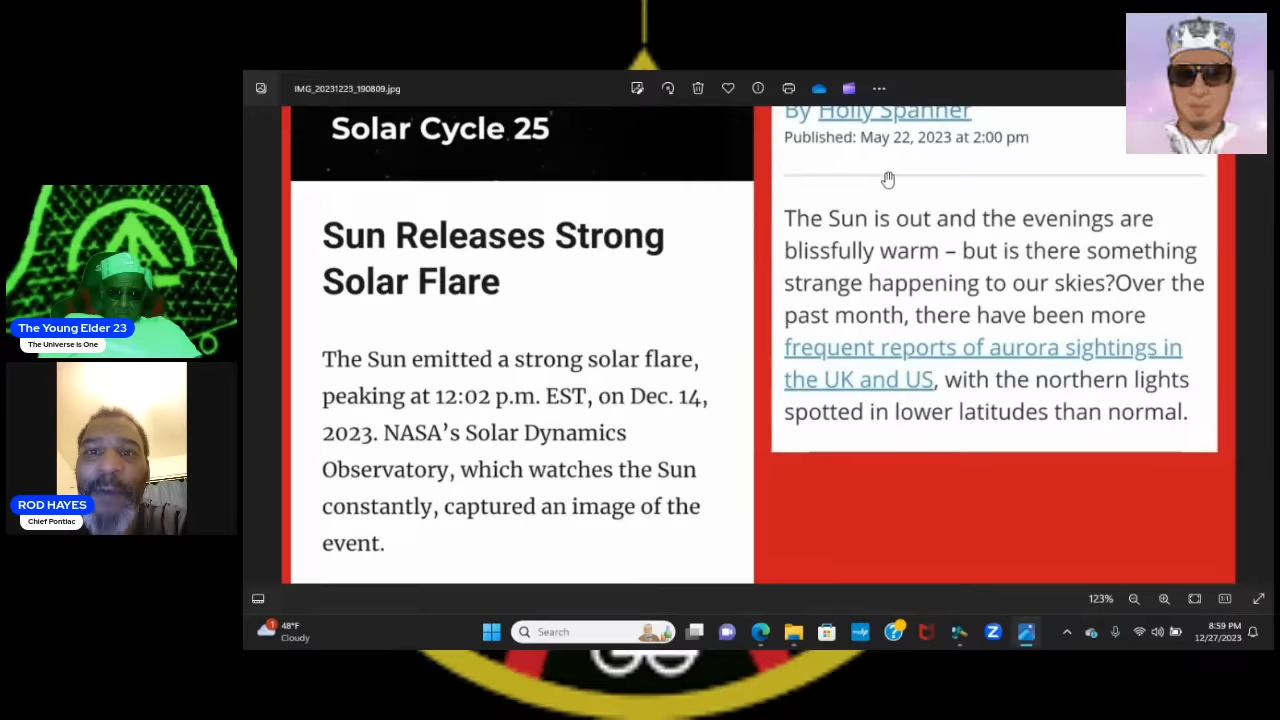 IMG_20231223_190809.jpg
Solar Cycle 25
Sun Releases Strong
Solar Flare
The Sun emitted a strong solar flare,
peaking at 12:02 p.m. EST, on Dec. 14,
2023. NASA’s Solar Dynamics
Observatory, which watches the Sun
constantly, captured an image of the
event.
By Holly Spanner
Published: May 22, 2023 at 2:00 pm
The Sun is out and the evenings are
blissfully warm – but is there something
strange happening to our skies?Over the
past month, there have been more
frequent reports of aurora sightings in
the UK and US, with the northern lights
spotted in lower latitudes than normal.
The Young Elder 23
The Universe is One
ROD HAYES
Chief Pontiac
123%
1
48°F
Cloudy
Search
8:59 PM
12/27/2023